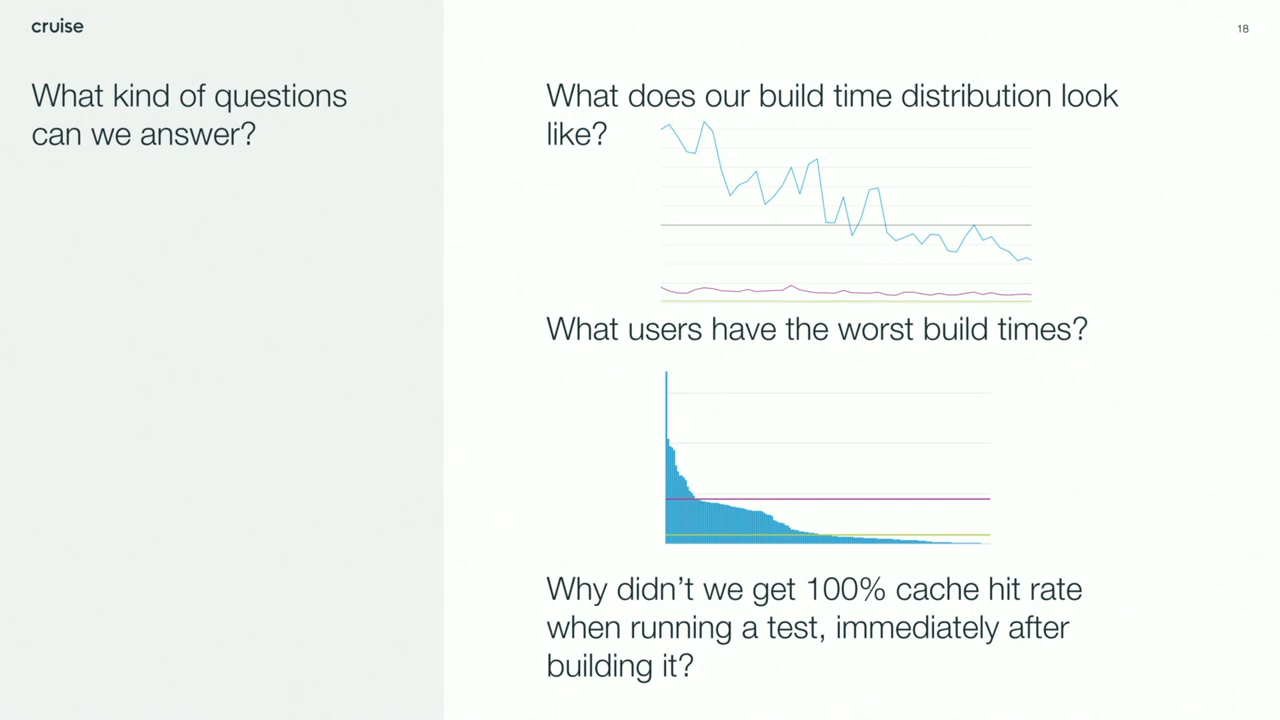 cruise
18
What kind of questions
can we answer?
What does our build time distribution look
like?
What users have the worst build times?
Why didn't we get 100% cache hit rate
when running a test, immediately after
building it?